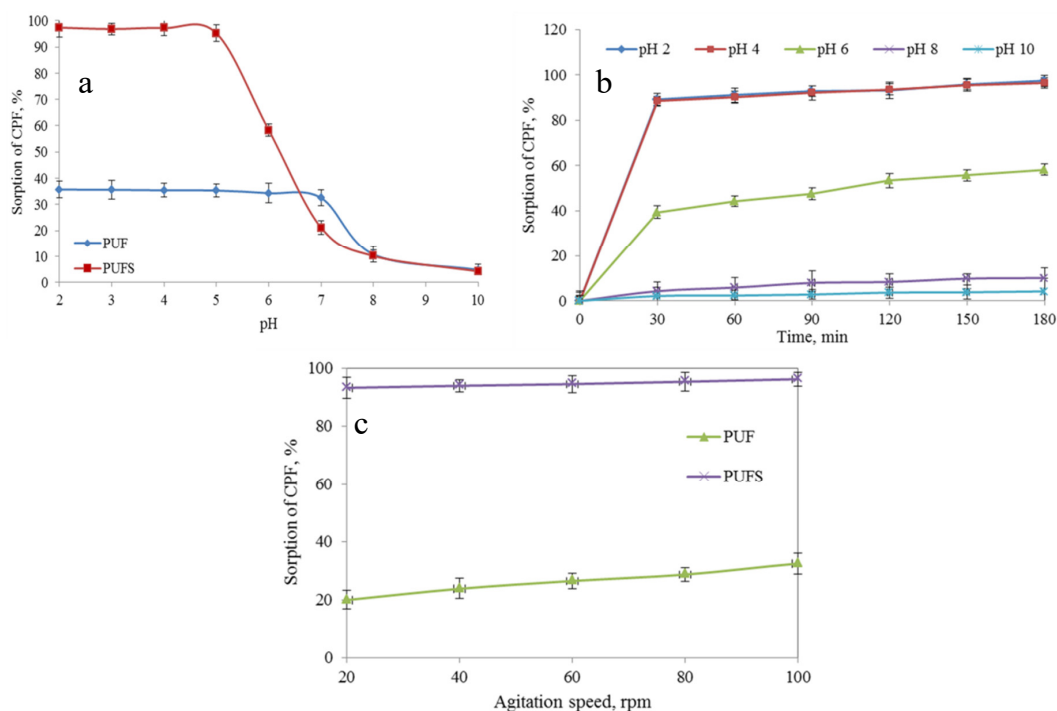 a
Sorption of CPF, %
100
90
80
70
60
50
40
30
20
10
0
PUF
PUFS
2 3 4 5 6 7 8 9 10
pH
b
pH 2 pH 4 pH 6 pH 8 pH 10
Sorption of CPF, %
120
100
80
60
40
20
0
0 30 60 90 120 150 180
Time, min
c
Sorption of CPF, %
100
80
60
40
20
0
PUF
PUFS
20 40 60 80 100
Agitation speed, rpm